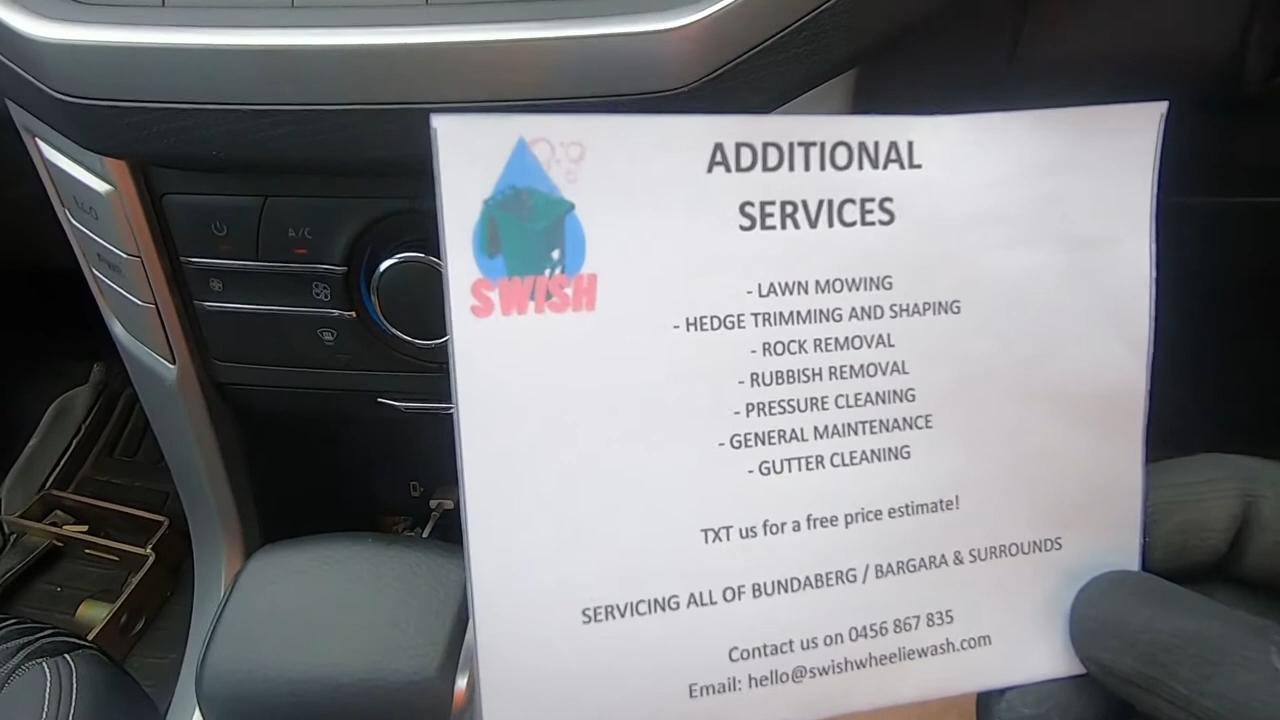 ECO
A/C
SWISH
ADDITIONAL
SERVICES
- LAWN MOWING
- HEDGE TRIMMING AND SHAPING
- ROCK REMOVAL
- RUBBISH REMOVAL
- PRESSURE CLEANING
- GENERAL MAINTENANCE
- GUTTER CLEANING
TXT us for a free price estimate!
SERVICING ALL OF BUNDABERG / BARGARA & SURROUNDS
Contact us on 0456 867 835
Email: hello@swishwheeliewash.com